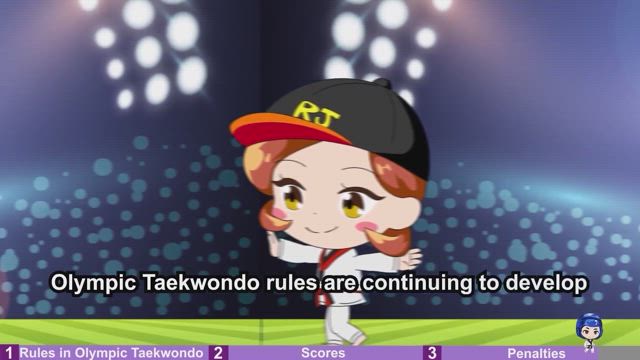 RJ
Olympic Taekwondo rules are continuing to develop
1 Rules in Olympic Taekwondo 2 Scores 3 Penalties